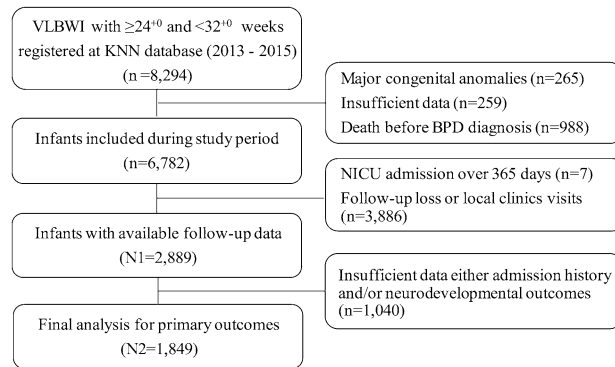 VLBWI with ≥24⁺⁰ and <32⁺⁰ weeks
registered at KNN database (2013 - 2015)
(n =8,294)
Major congenital anomalies (n=265)
Insufficient data (n=259)
Death before BPD diagnosis (n=988)
Infants included during study period
(n=6,782)
NICU admission over 365 days (n=7)
Follow-up loss or local clinics visits
(n=3,886)
Infants with available follow-up data
(N1=2,889)
Insufficient data either admission history
and/or neurodevelopmental outcomes
(n=1,040)
Final analysis for primary outcomes
(N2=1,849)